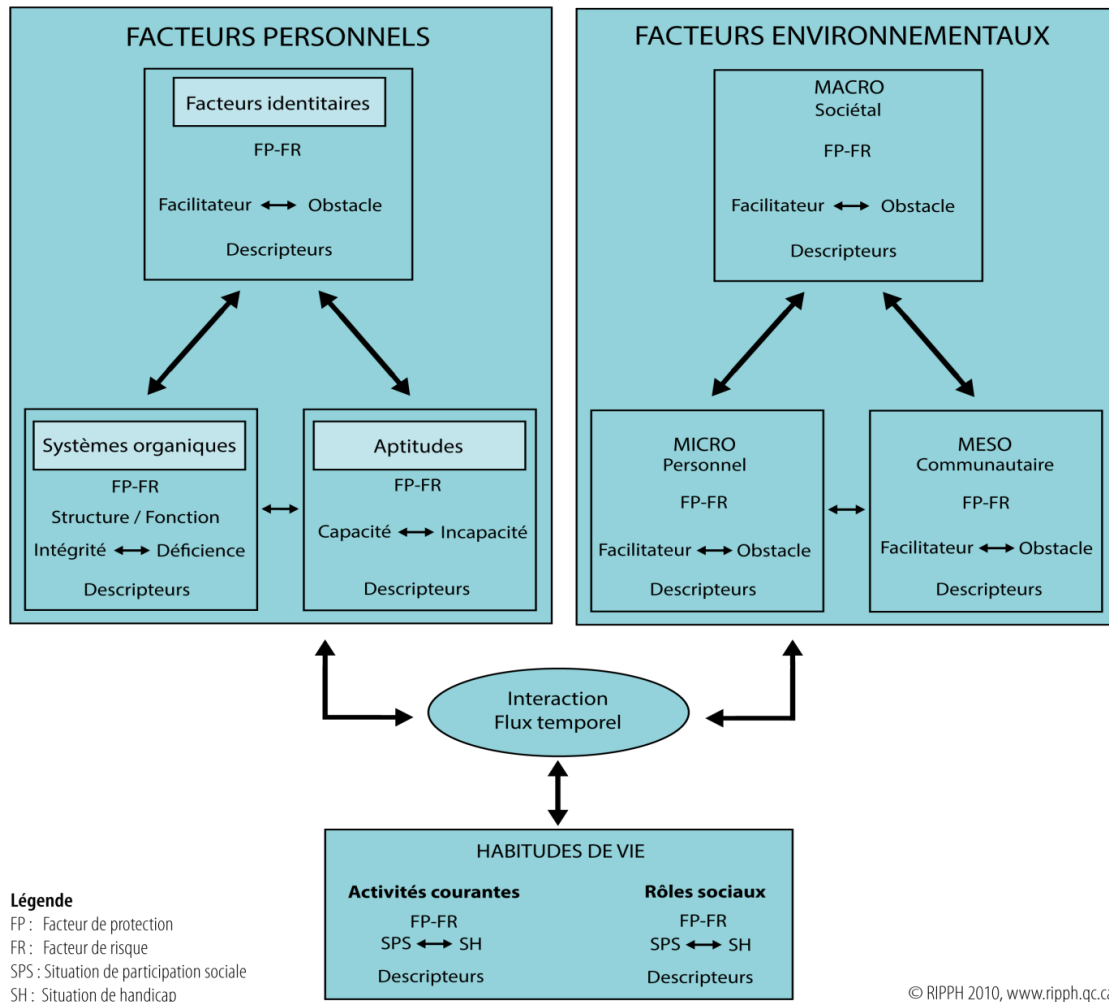 FACTEURS PERSONNELS
Facteurs identitaires
FP-FR
Facilitateur ↔ Obstacle
Descripteurs
Systèmes organiques
FP-FR
Structure / Fonction
Intégrité ↔ Déficience
Descripteurs
Aptitudes
FP-FR
Capacité ↔ Incapacité
Descripteurs
FACTEURS ENVIRONNEMENTAUX
MACRO
Sociétal
FP-FR
Facilitateur ↔ Obstacle
Descripteurs
MICRO
Personnel
FP-FR
Facilitateur ↔ Obstacle
Descripteurs
MESO
Communautaire
FP-FR
Facilitateur ↔ Obstacle
Descripteurs
Interaction
Flux temporel
HABITUDES DE VIE
Activités courantes
FP-FR
SPS ↔ SH
Descripteurs
Rôles sociaux
FP-FR
SPS ↔ SH
Descripteurs
Légende
FP : Facteur de protection
FR : Facteur de risque
SPS : Situation de participation sociale
SH : Situation de handicap
© RIPPH 2010, www.ripph.qc.ca